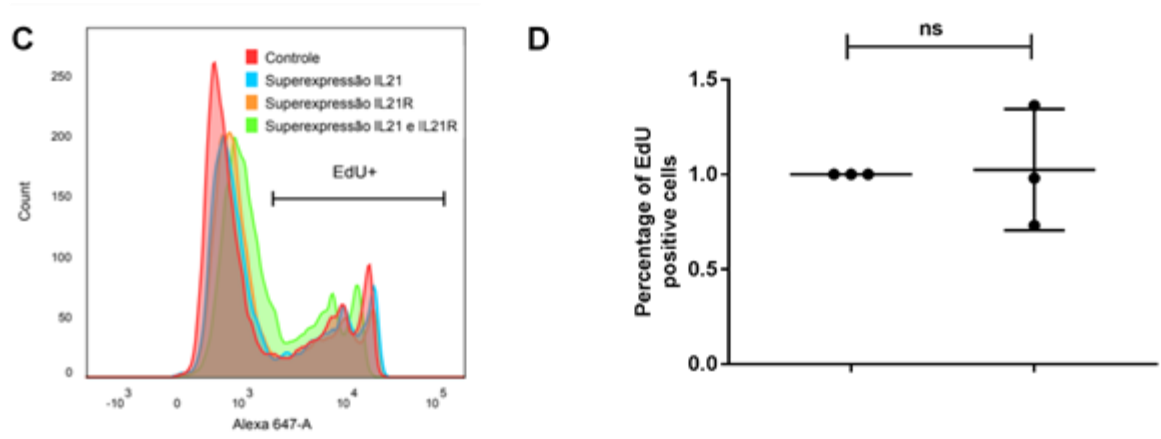 C
Controle
Superexpressão IL21
Superexpressão IL21R
Superexpressão IL21 e IL21R
EdU+
Count
250
200
150
100
50
0
-10 3
0
10 3
10 4
10 5
Alexa 647-A
D
ns
Percentage of EdU
positive cells
1.5
1.0
0.5
0.0